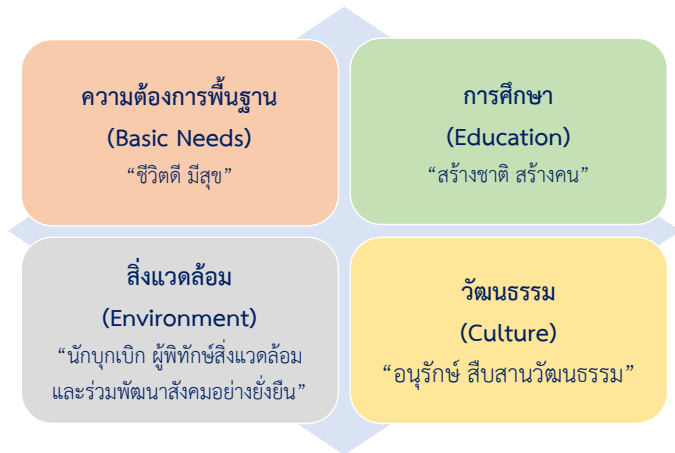 ความต้องการพื้นฐาน
(Basic Needs)
“ชีวิตดี มีสุข”
การศึกษา
(Education)
“สร้างชาติ สร้างคน”
สิ่งแวดล้อม
(Environment)
“นักบุกเบิก ผู้พิทักษ์สิ่งแวดล้อม
และร่วมพัฒนาสังคมอย่างยั่งยืน”
วัฒนธรรม
(Culture)
“อนุรักษ์ สืบสานวัฒนธรรม”